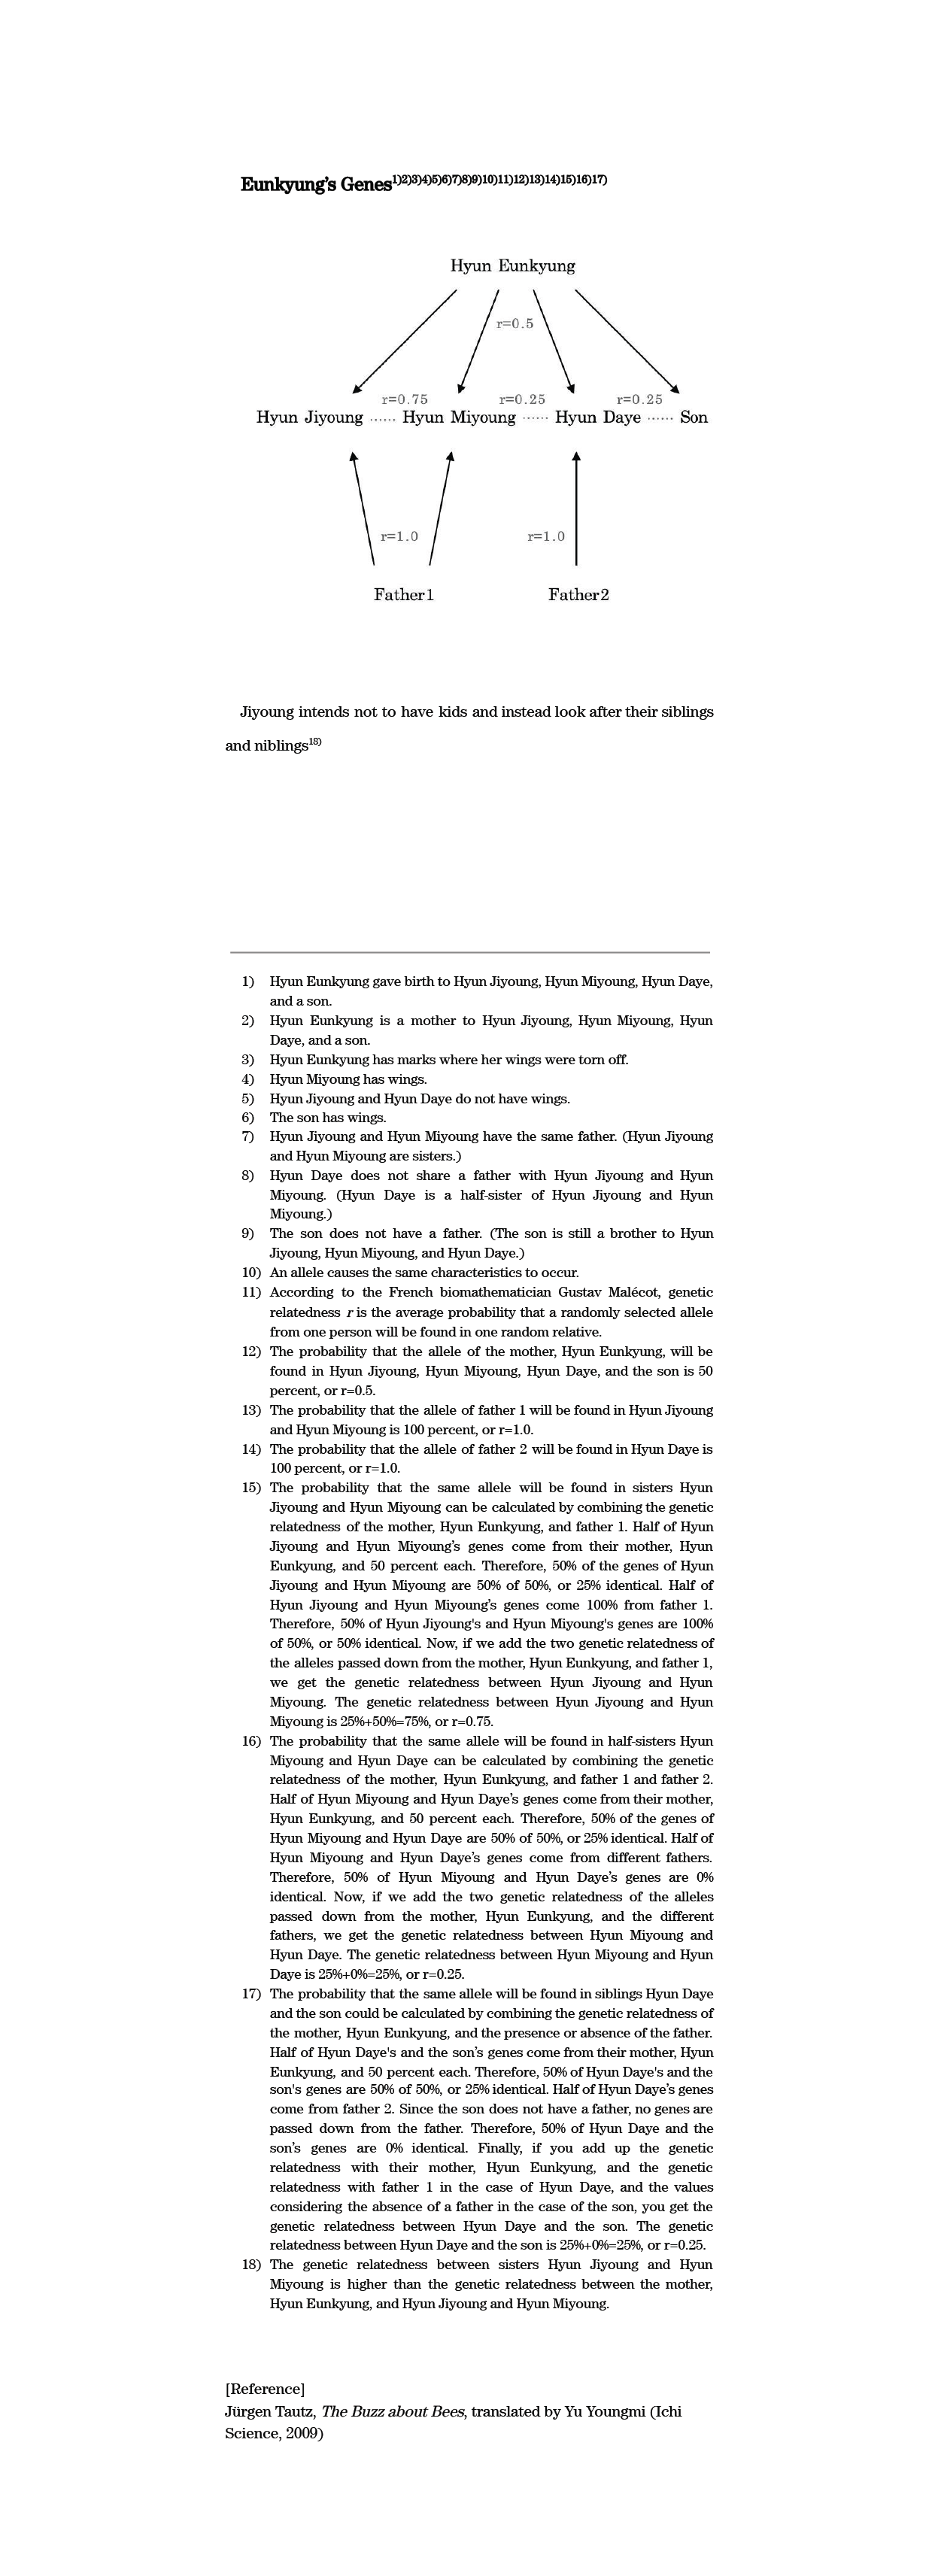 Eunkyung's Genes1)2)3)4)5)6)7)8)9)10)11)12)13)14)15)16)17)
Hyun Eunkyung
r=0.5
r=0.75 r=0.25 r=0.25
Hyun Jiyoung ...... Hyun Miyoung ...... Hyun Daye ...... Son
r=1.0 r=1.0
Father1 Father2
Jiyoung intends not to have kids and instead look after their siblings
and niblings18)
1) Hyun Eunkyung gave birth to Hyun Jiyoung, Hyun Miyoung, Hyun Daye,
and a son.
2) Hyun Eunkyung is a mother to Hyun Jiyoung, Hyun Miyoung, Hyun
Daye, and a son.
3) Hyun Eunkyung has marks where her wings were torn off.
4) Hyun Miyoung has wings.
5) Hyun Jiyoung and Hyun Daye do not have wings.
6) The son has wings.
7) Hyun Jiyoung and Hyun Miyoung have the same father. (Hyun Jiyoung
and Hyun Miyoung are sisters.)
8) Hyun Daye does not share a father with Hyun Jiyoung and Hyun
Miyoung. (Hyun Daye is a half-sister of Hyun Jiyoung and Hyun
Miyoung.)
9) The son does not have a father. (The son is still a brother to Hyun
Jiyoung, Hyun Miyoung, and Hyun Daye.)
10) An allele causes the same characteristics to occur.
11) According to the French biomathematician Gustav Malécot, genetic
relatedness r is the average probability that a randomly selected allele
from one person will be found in one random relative.
12) The probability that the allele of the mother, Hyun Eunkyung, will be
found in Hyun Jiyoung, Hyun Miyoung, Hyun Daye, and the son is 50
percent, or r=0.5.
13) The probability that the allele of father 1 will be found in Hyun Jiyoung
and Hyun Miyoung is 100 percent, or r=1.0.
14) The probability that the allele of father 2 will be found in Hyun Daye is
100 percent, or r=1.0.
15) The probability that the same allele will be found in sisters Hyun
Jiyoung and Hyun Miyoung can be calculated by combining the genetic
relatedness of the mother, Hyun Eunkyung, and father 1. Half of Hyun
Jiyoung and Hyun Miyoung's genes come from their mother, Hyun
Eunkyung, and 50 percent each. Therefore, 50% of the genes of Hyun
Jiyoung and Hyun Miyoung are 50% of 50%, or 25% identical. Half of
Hyun Jiyoung and Hyun Miyoung's genes come 100% from father 1.
Therefore, 50% of Hyun Jiyoung's and Hyun Miyoung's genes are 100%
of 50%, or 50% identical. Now, if we add the two genetic relatedness of
the alleles passed down from the mother, Hyun Eunkyung, and father 1,
we get the genetic relatedness between Hyun Jiyoung and Hyun
Miyoung. The genetic relatedness between Hyun Jiyoung and Hyun
Miyoung is 25%+50%=75%, or r=0.75.
16) The probability that the same allele will be found in half-sisters Hyun
Miyoung and Hyun Daye can be calculated by combining the genetic
relatedness of the mother, Hyun Eunkyung, and father 1 and father 2.
Half of Hyun Miyoung and Hyun Daye's genes come from their mother,
Hyun Eunkyung, and 50 percent each. Therefore, 50% of the genes of
Hyun Miyoung and Hyun Daye are 50% of 50%, or 25% identical. Half of
Hyun Miyoung and Hyun Daye's genes come from different fathers.
Therefore, 50% of Hyun Miyoung and Hyun Daye's genes are 0%
identical. Now, if we add the two genetic relatedness of the alleles
passed down from the mother, Hyun Eunkyung, and the different
fathers, we get the genetic relatedness between Hyun Miyoung and
Hyun Daye. The genetic relatedness between Hyun Miyoung and Hyun
Daye is 25%+0%=25%, or r=0.25.
17) The probability that the same allele will be found in siblings Hyun Daye
and the son could be calculated by combining the genetic relatedness of
the mother, Hyun Eunkyung, and the presence or absence of the father.
Half of Hyun Daye's and the son's genes come from their mother, Hyun
Eunkyung, and 50 percent each. Therefore, 50% of Hyun Daye's and the
son's genes are 50% of 50%, or 25% identical. Half of Hyun Daye's genes
come from father 2. Since the son does not have a father, no genes are
passed down from the father. Therefore, 50% of Hyun Daye and the
son's genes are 0% identical. Finally, if you add up the genetic
relatedness with their mother, Hyun Eunkyung, and the genetic
relatedness with father 1 in the case of Hyun Daye, and the values
considering the absence of a father in the case of the son, you get the
genetic relatedness between Hyun Daye and the son. The genetic
relatedness between Hyun Daye and the son is 25%+0%=25%, or r=0.25.
18) The genetic relatedness between sisters Hyun Jiyoung and Hyun
Miyoung is higher than the genetic relatedness between the mother,
Hyun Eunkyung, and Hyun Jiyoung and Hyun Miyoung.
[Reference]
Jürgen Tautz, The Buzz about Bees, translated by Yu Youngmi (Ichi
Science, 2009)